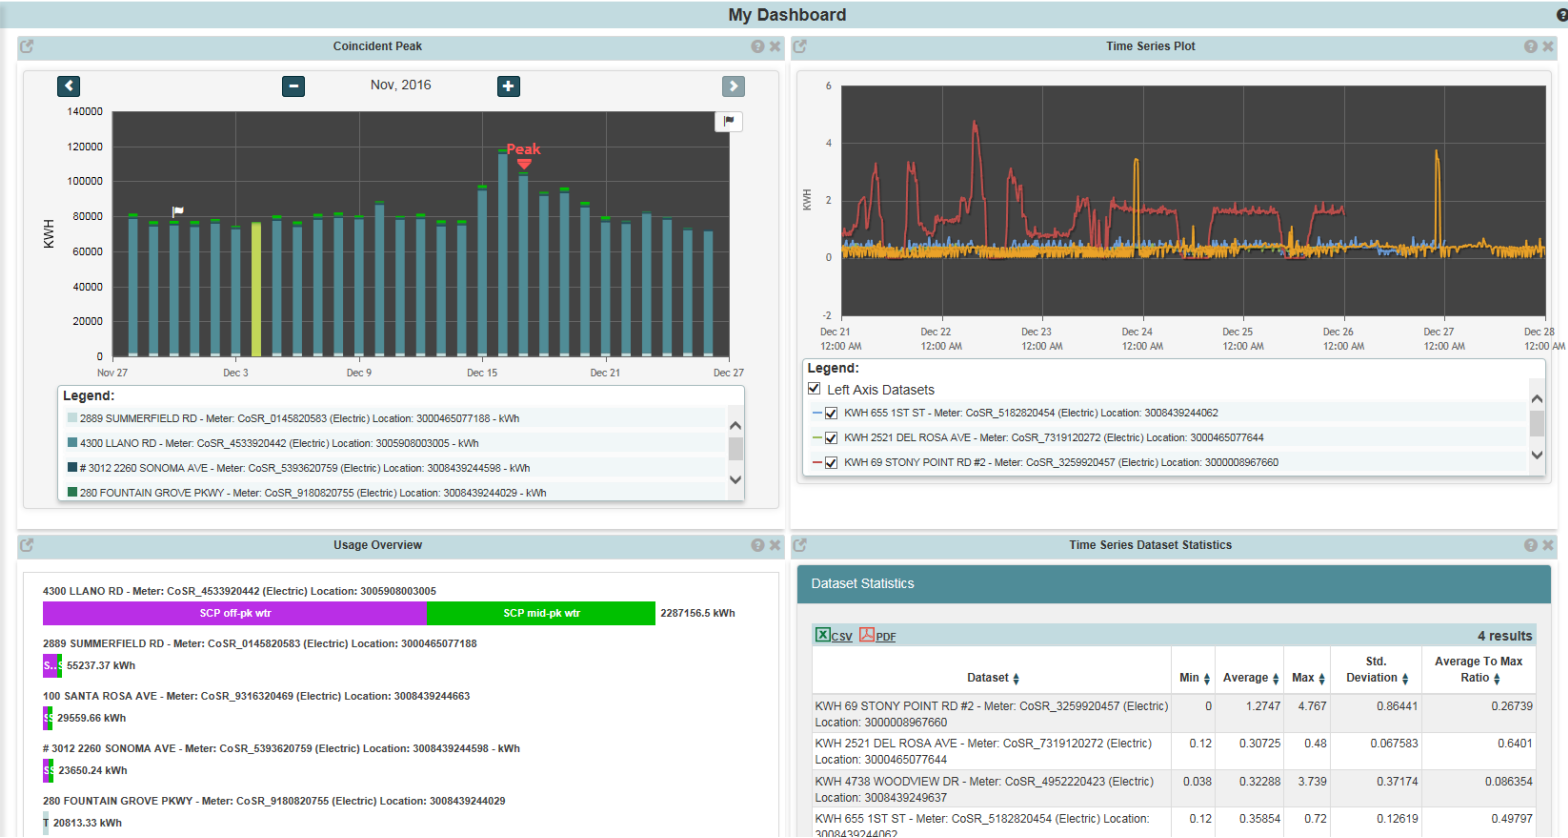 My Dashboard
Coincident Peak
Nov, 2016
140000
120000
100000
80000
60000
40000
20000
0
KWH
Peak
Nov 27
Dec 3
Dec 9
Dec 15
Dec 21
Dec 27
Legend:
2889 SUMMERFIELD RD - Meter: CoSR_0145820583 (Electric) Location: 3000465077188 - kWh
4300 LLANO RD - Meter: CoSR_4533920442 (Electric) Location: 3005908003005 - kWh
# 3012 2260 SONOMA AVE - Meter: CoSR_5393620759 (Electric) Location: 3008439244598 - kWh
280 FOUNTAIN GROVE PKWY - Meter: CoSR_9180820755 (Electric) Location: 3008439244029 - kWh
Time Series Plot
6
4
2
0
-2
KWH
Dec 21 12:00 AM
Dec 22 12:00 AM
Dec 23 12:00 AM
Dec 24 12:00 AM
Dec 25 12:00 AM
Dec 26 12:00 AM
Dec 27 12:00 AM
Dec 28 12:00 AM
Legend:
Left Axis Datasets
KWH 655 1ST ST - Meter: CoSR_5182820454 (Electric) Location: 3008439244062
KWH 2521 DEL ROSA AVE - Meter: CoSR_7319120272 (Electric) Location: 3000465077644
KWH 69 STONY POINT RD #2 - Meter: CoSR_3259920457 (Electric) Location: 3000008967660
Usage Overview
4300 LLANO RD - Meter: CoSR_4533920442 (Electric) Location: 3005908003005
SCP off-pk wtr SCP mid-pk wtr 2287156.5 kWh
2889 SUMMERFIELD RD - Meter: CoSR_0145820583 (Electric) Location: 3000465077188
S.. S 55237.37 kWh
100 SANTA ROSA AVE - Meter: CoSR_9316320469 (Electric) Location: 3008439244663
S S 29559.66 kWh
# 3012 2260 SONOMA AVE - Meter: CoSR_5393620759 (Electric) Location: 3008439244598 - kWh
S S 23650.24 kWh
280 FOUNTAIN GROVE PKWY - Meter: CoSR_9180820755 (Electric) Location: 3008439244029
T 20813.33 kWh
Time Series Dataset Statistics
Dataset Statistics
CSV PDF 4 results
Dataset Min Average Max Std. Deviation Average To Max Ratio
KWH 69 STONY POINT RD #2 - Meter: CoSR_3259920457 (Electric) 0 1.2747 4.767 0.86441 0.26739
Location: 3000008967660
KWH 2521 DEL ROSA AVE - Meter: CoSR_7319120272 (Electric) 0.12 0.30725 0.48 0.067583 0.6401
Location: 3000465077644
KWH 4738 WOODVIEW DR - Meter: CoSR_4952220423 (Electric) 0.038 0.32288 3.739 0.37174 0.086354
Location: 3008439249637
KWH 655 1ST ST - Meter: CoSR_5182820454 (Electric) Location: 0.12 0.35854 0.72 0.12619 0.49797
3008439244062